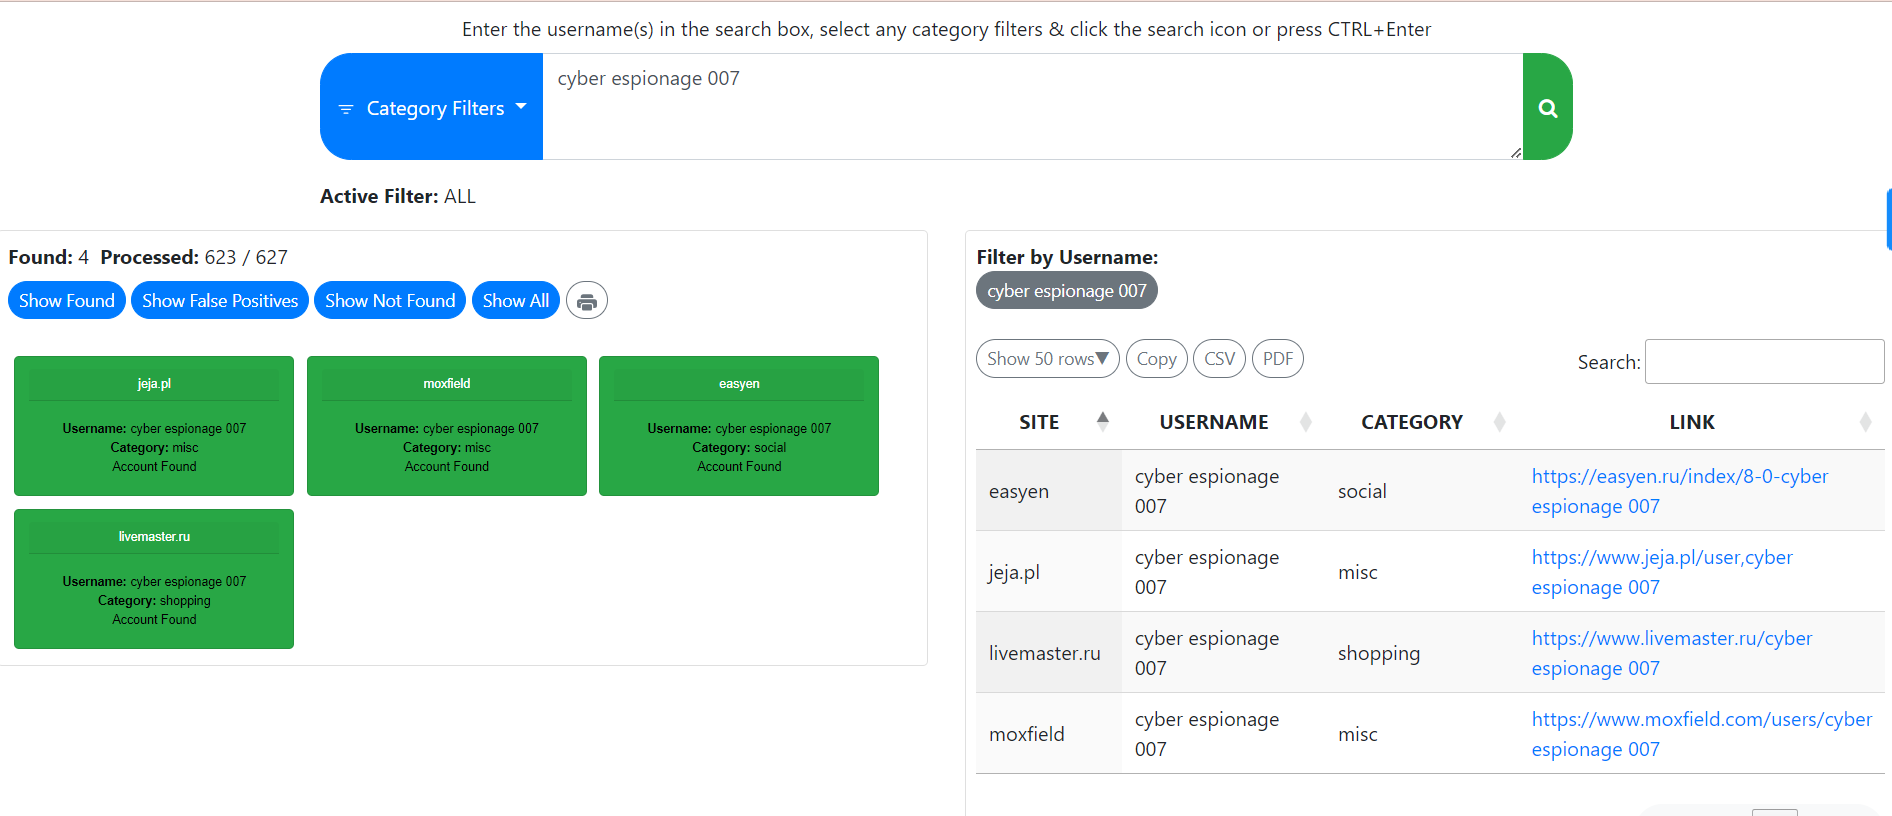 Enter the username(s) in the search box, select any category filters & click the search icon or press CTRL+Enter
Category Filters
cyber espionage 007
Active Filter: ALL
Found: 4 Processed: 623 / 627
Show Found Show False Positives Show Not Found Show All
jeja.pl
Username: cyber espionage 007
Category: misc
Account Found
moxfield
Username: cyber espionage 007
Category: misc
Account Found
easyen
Username: cyber espionage 007
Category: social
Account Found
livemaster.ru
Username: cyber espionage 007
Category: shopping
Account Found
Filter by Username:
cyber espionage 007
Show 50 rows▼ Copy CSV PDF
Search:
SITE USERNAME CATEGORY LINK
easyen
cyber espionage
007
social
https://easyen.ru/index/8-0-cyber
espionage 007
jeja.pl
cyber espionage
007
misc
https://www.jeja.pl/user,cyber
espionage 007
livemaster.ru
cyber espionage
007
shopping
https://www.livemaster.ru/cyber
espionage 007
moxfield
cyber espionage
007
misc
https://www.moxfield.com/users/cyber
espionage 007